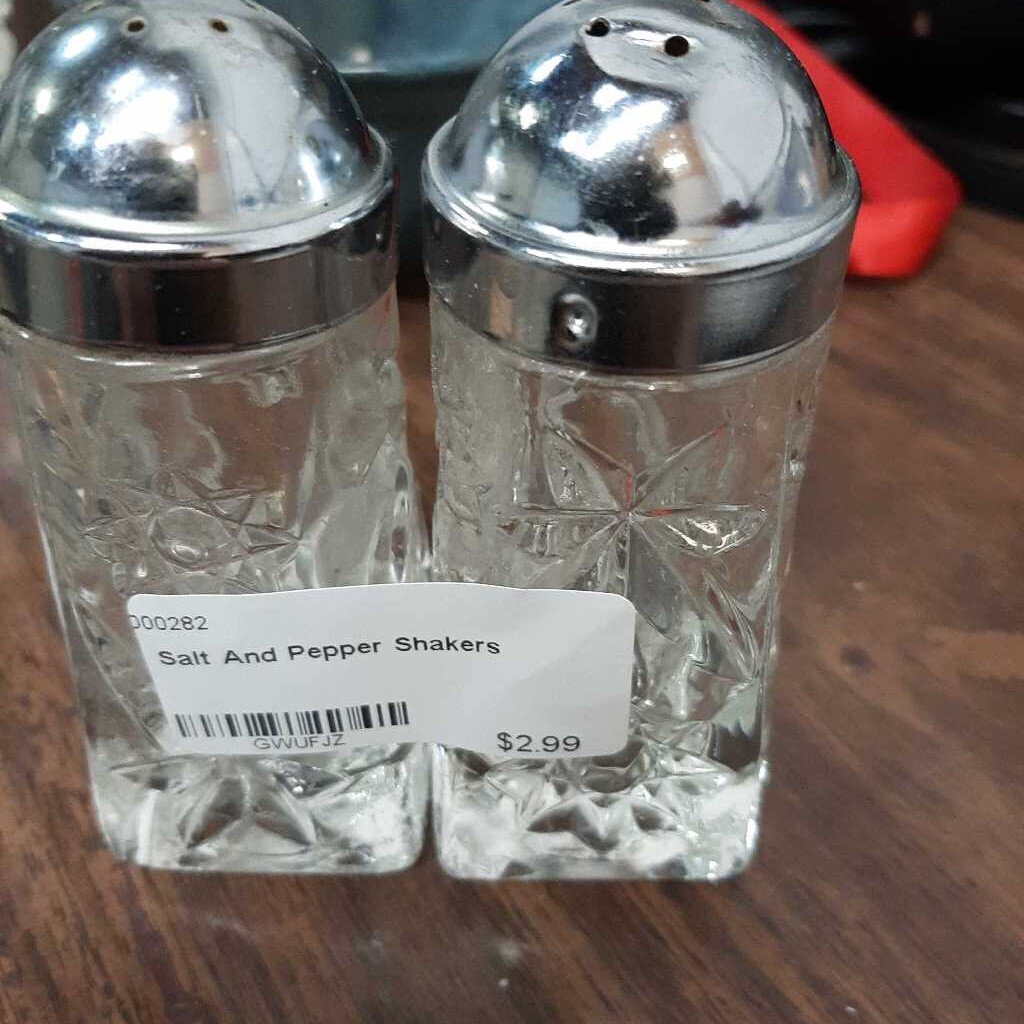 000282
Salt And Pepper Shakers
GWUFJZ
$2.99